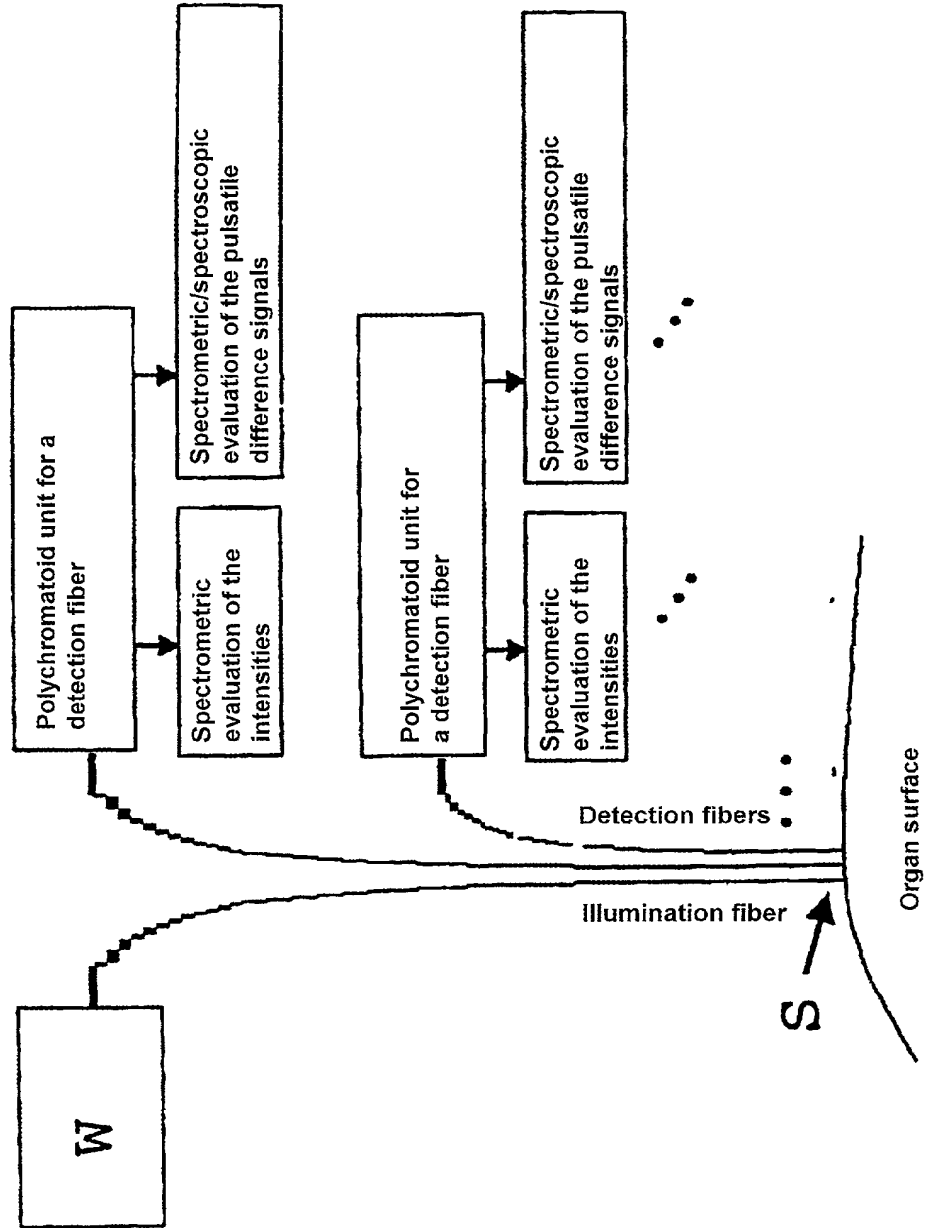 W
Polychromatoid unit for a
detection fiber
Spectrometric
evaluation of the
intensities
Spectrometric/spectroscopic
evaluation of the pulsatile
difference signals
Polychromatoid unit for
a detection fiber
Spectrometric
evaluation of the
intensities
Spectrometric/spectroscopic
evaluation of the pulsatile
difference signals
Detection fibers
Illumination fiber
S
Organ surface